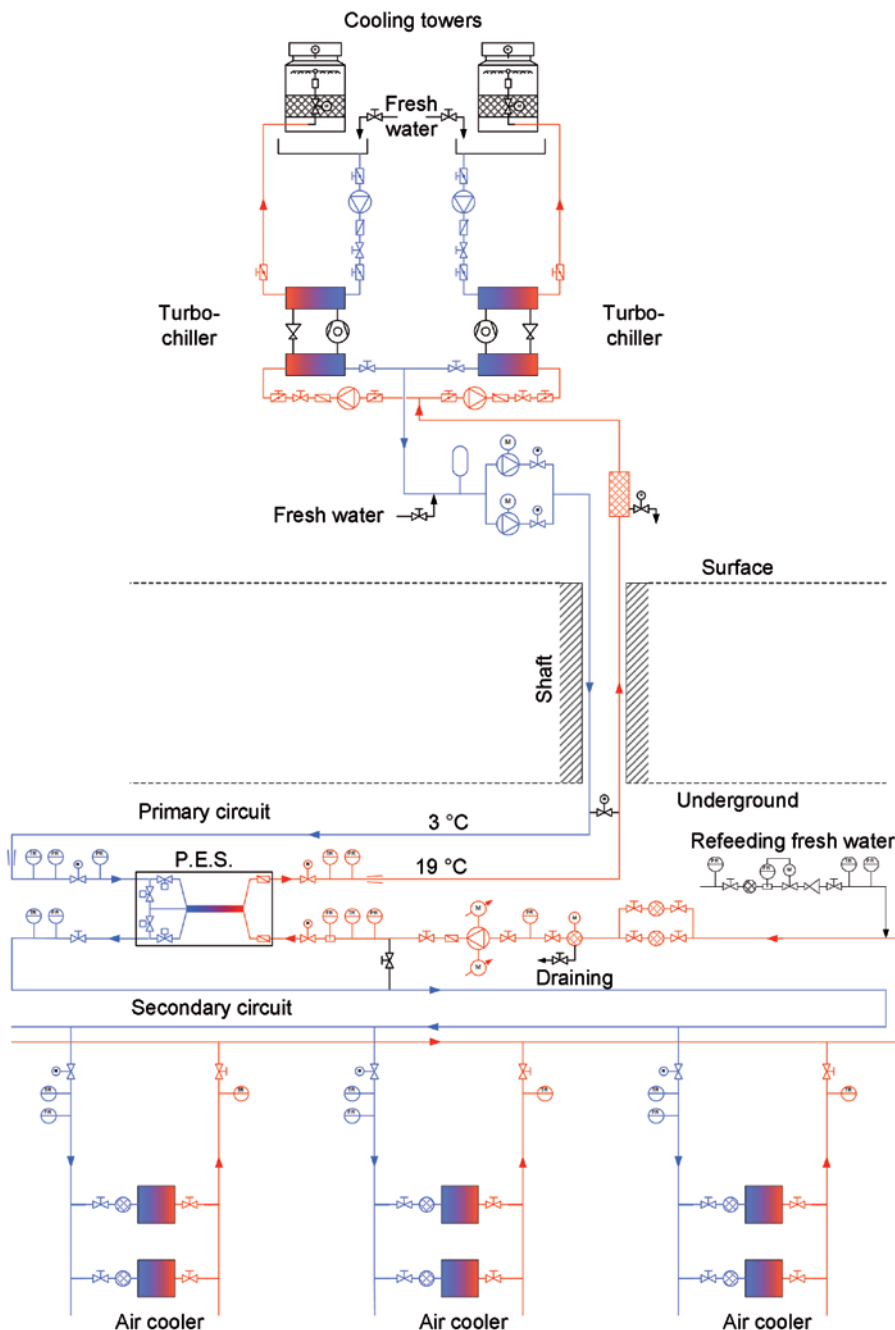 Cooling towers
Fresh
water
Turbo-
chiller
Turbo-
chiller
M
M
Fresh water
Surface
Shaft
Underground
Primary circuit
3 °C
Refeeding fresh water
P.E.S.
19 °C
M
M
M
Draining
Secondary circuit
Air cooler
Air cooler
Air cooler